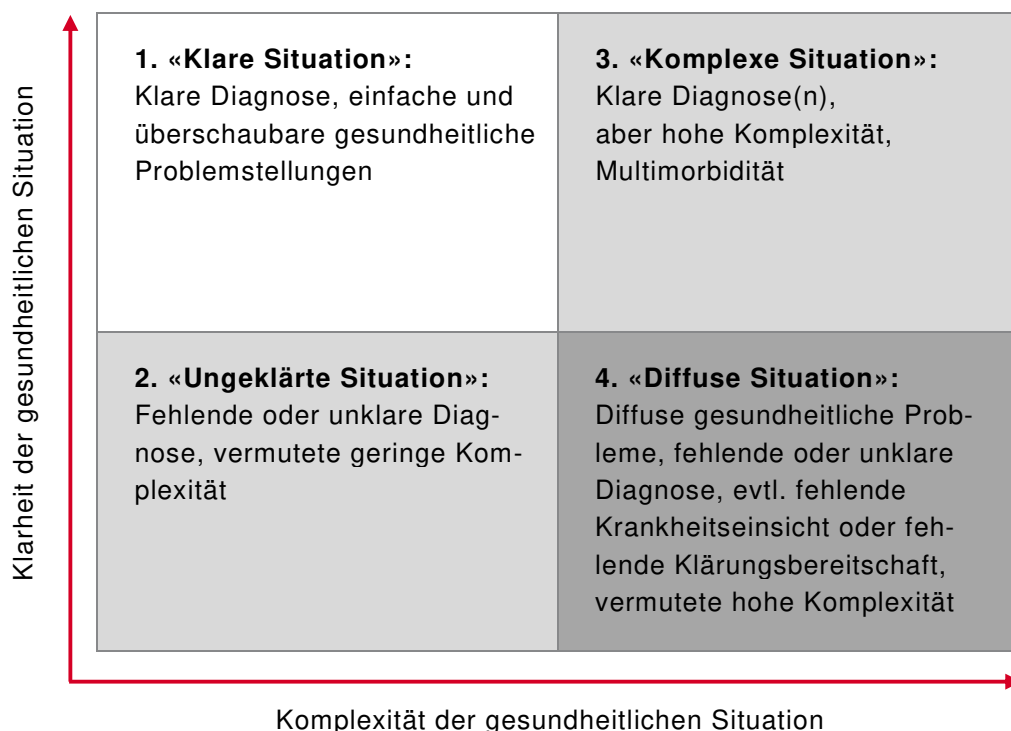 Klarheit der gesundheitlichen Situation
1. «Klare Situation»:
Klare Diagnose, einfache und
überschaubare gesundheitliche
Problemstellungen
3. «Komplexe Situation»:
Klare Diagnose(n),
aber hohe Komplexität,
Multimorbidität
2. «Ungeklärte Situation»:
Fehlende oder unklare Diag-
nose, vermutete geringe Kom-
plexität
4. «Diffuse Situation»:
Diffuse gesundheitliche Prob-
leme, fehlende oder unklare
Diagnose, evtl. fehlende
Krankheitseinsicht oder feh-
lende Klärungsbereitschaft,
vermutete hohe Komplexität
Komplexität der gesundheitlichen Situation